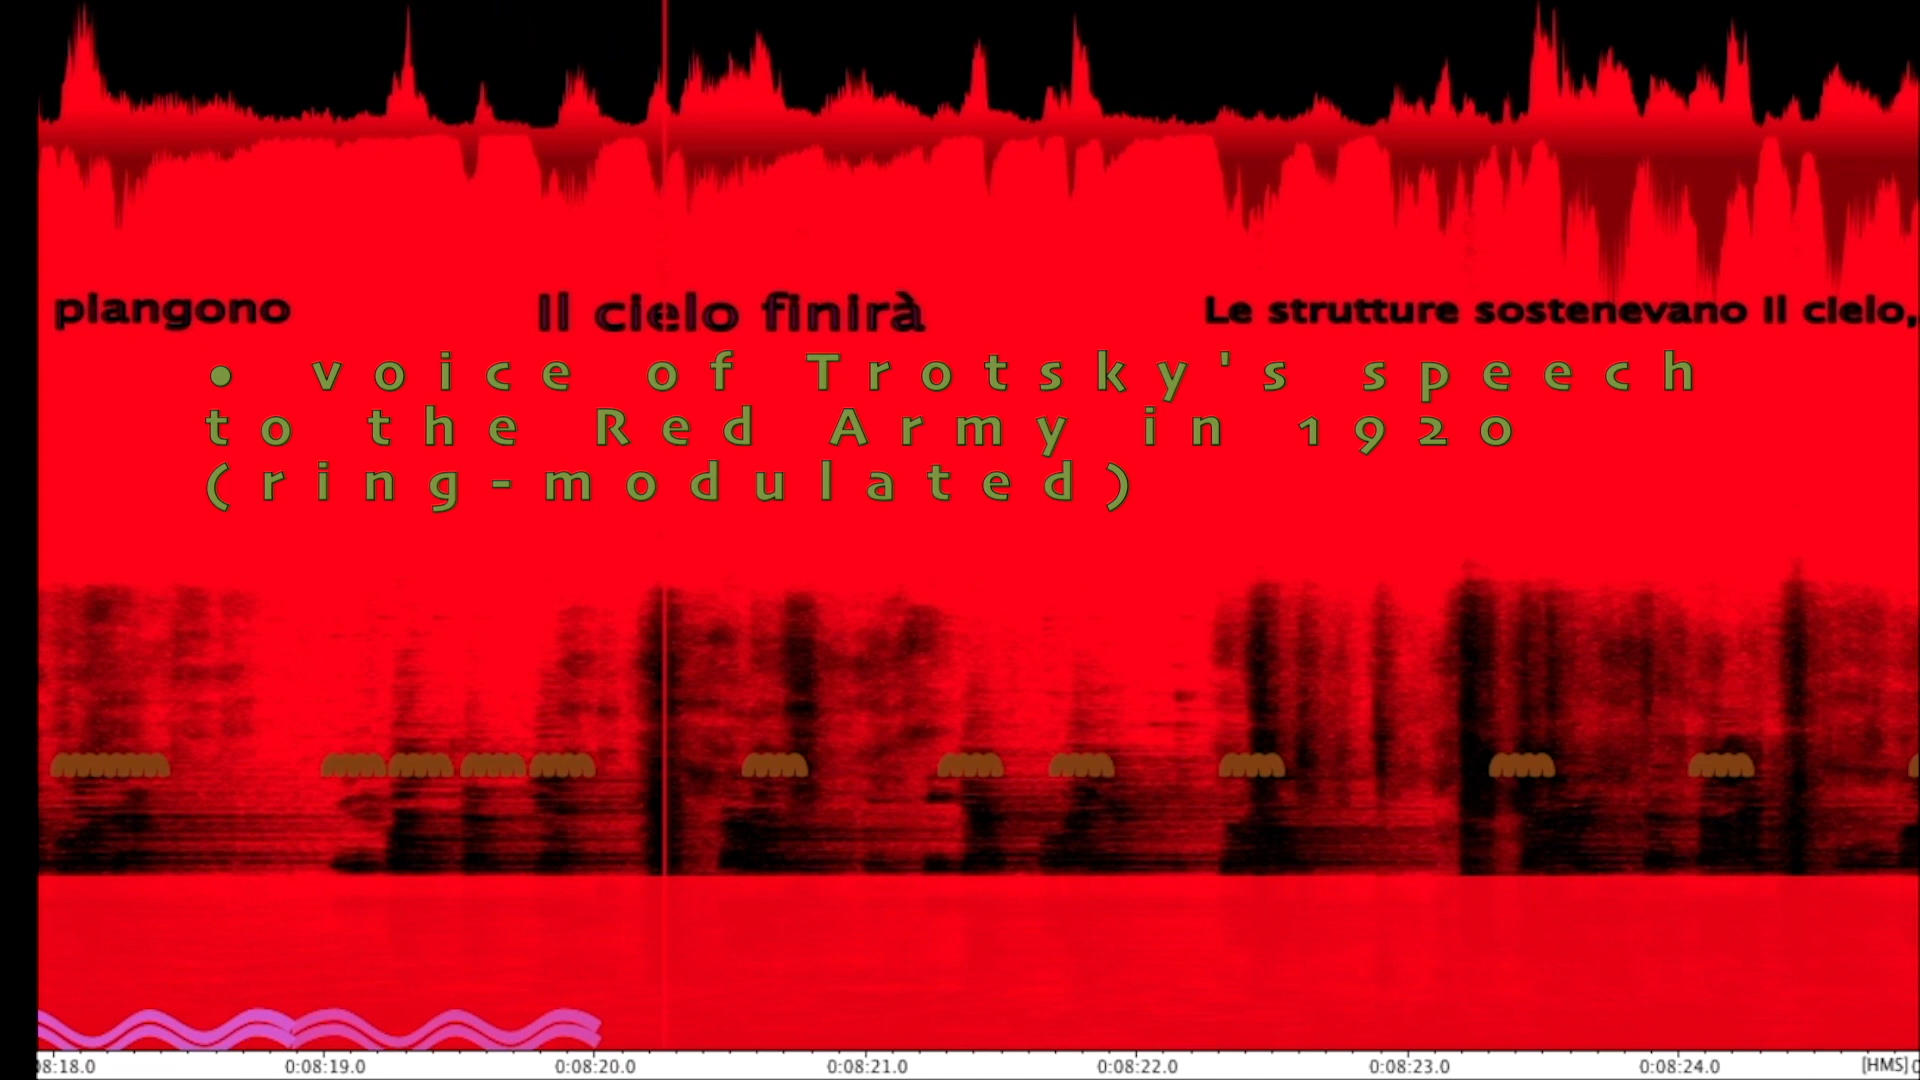 piangono
Il cielo finirà
Le strutture sostenevano Il cielo,
• voice of Trotsky's speech
to the Red Army in 1920
(ring-modulated)
08:18.0 0:08:19.0 0:08:20.0 0:08:21.0 0:08:22.0 0:08:23.0 0:08:24.0 [HMS]